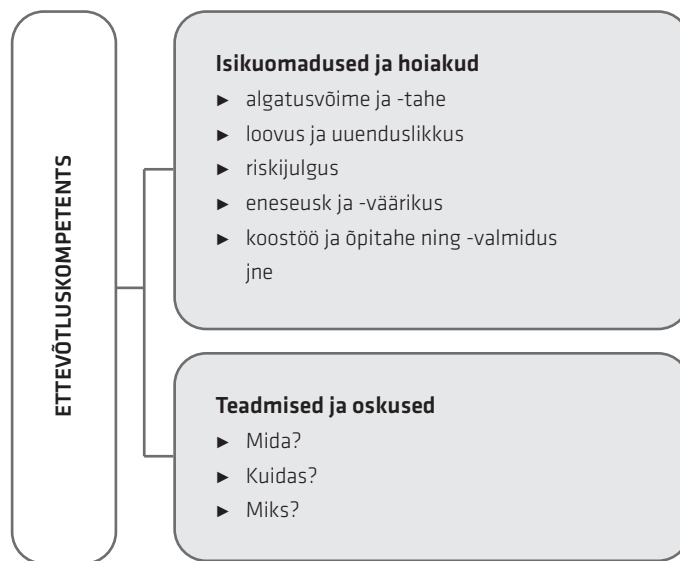 ETTEVÕTLUSKOMPETENTS
Isikuomadused ja hoiakud
► algatusvõime ja -tahe
► loovus ja uuenduslikkus
► riskijulgus
► eneseusk ja -väärikus
► koostöö ja õpitahe ning -valmidus
jne
Teadmised ja oskused
► Mida?
► Kuidas?
► Miks?